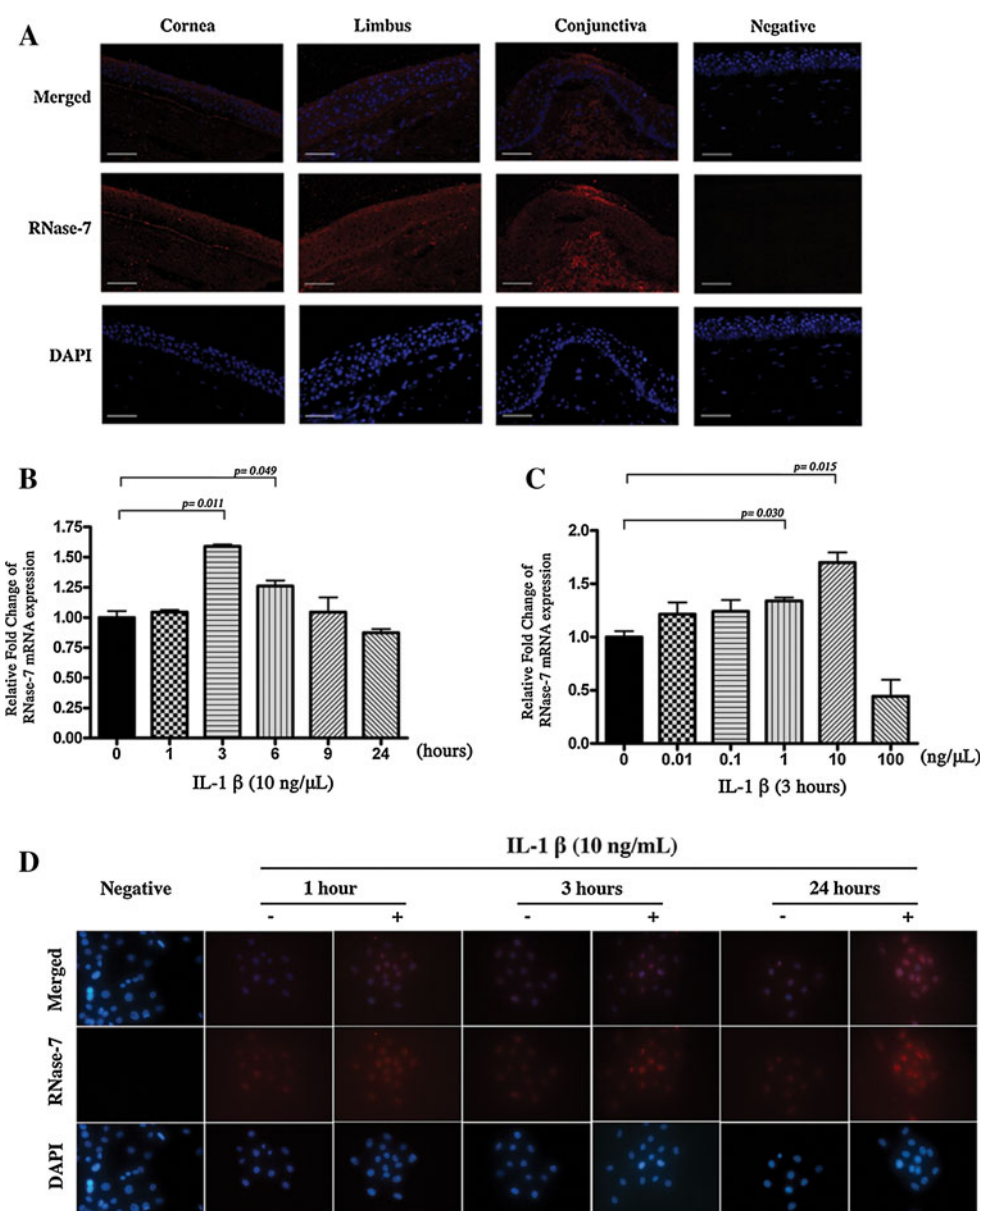 A
Cornea Limbus Conjunctiva Negative
Merged
RNase-7
DAPI
B
p= 0.049
p= 0.011
Relative Fold Change of
RNase-7 mRNA expression
1.75
1.50
1.25
1.00
0.75
0.50
0.25
0.00
0 1 3 6 9 24 (hours)
IL-1 β (10 ng/μL)
C
p= 0.015
p= 0.030
Relative Fold Change of
RNase-7 mRNA expression
2.0
1.5
1.0
0.5
0.0
0 0.01 0.1 1 10 100 (ng/μL)
IL-1 β (3 hours)
D
IL-1 β (10 ng/mL)
Negative 1 hour 3 hours 24 hours
- + - + - +
Merged
RNase-7
DAPI